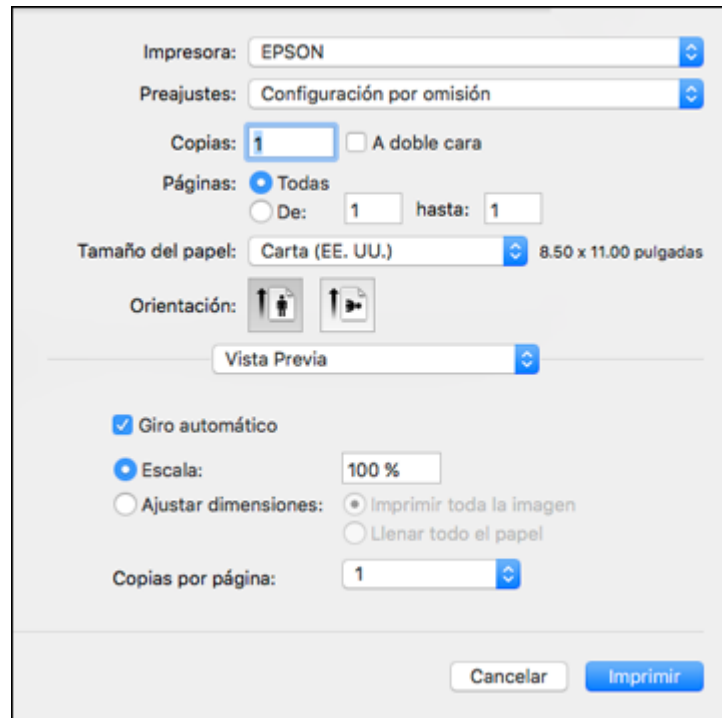 Impresora: EPSON
Preajustes: Configuración por omisión
Copias: 1 A doble cara
Páginas: Todas
De: 1 hasta: 1
Tamaño del papel: Carta (EE. UU.) 8.50 x 11.00 pulgadas
Orientación:
Vista Previa
Giro automático
Escala: 100 %
Ajustar dimensiones: Imprimir toda la imagen
Llenar todo el papel
Copias por página: 1
Cancelar Imprimir